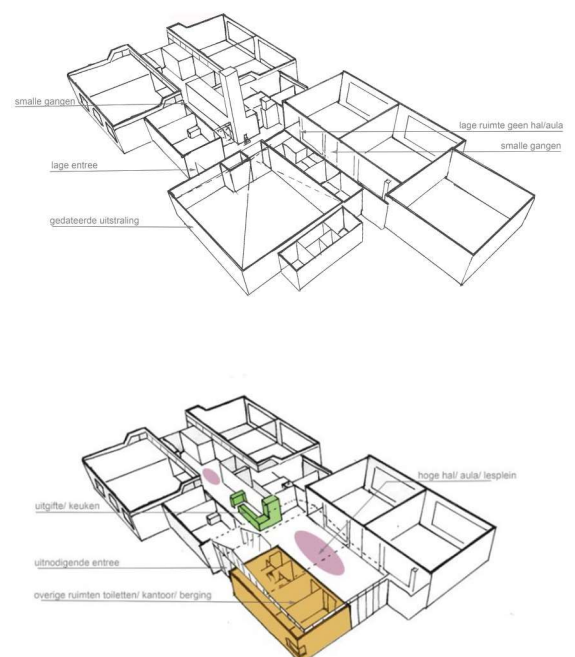 smalle gangen
lage ruimte geen hal/aula
smalle gangen
lage entree
gedateerde uitstraling
hoge hal/ aula/ lesplein
uitgifte/ keuken
uitnodigende entree
overige ruimten toiletten/ kantoor/ berging